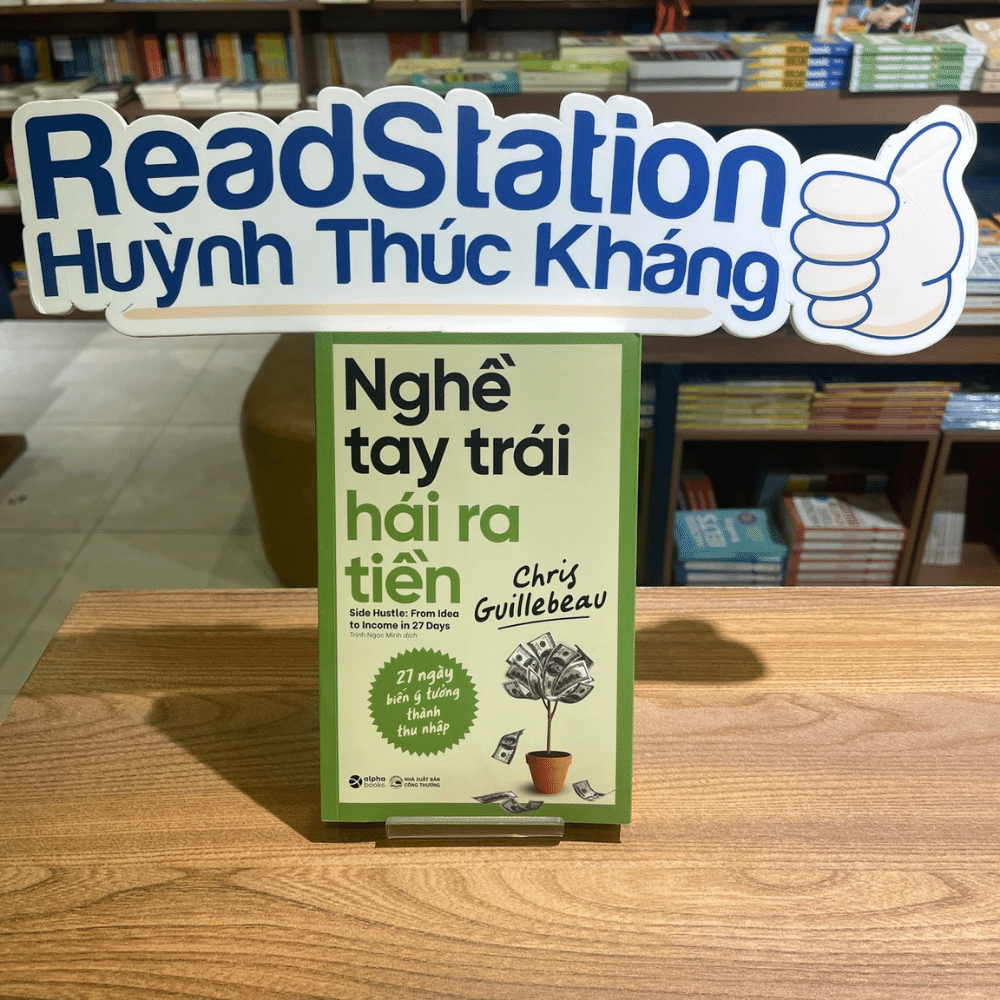 ReadStation
Huỳnh Thúc Kháng
Nghề
tay trái
hái ra
tiền
Chris
Guillebeau
Side Hustle: From Idea
to Income in 27 Days
Trịnh Ngọc Minh dịch
27 ngày
biến ý tưởng
thành
thu nhập
alpha
books
NHÀ XUẤT BẢN
CÔNG THƯƠNG